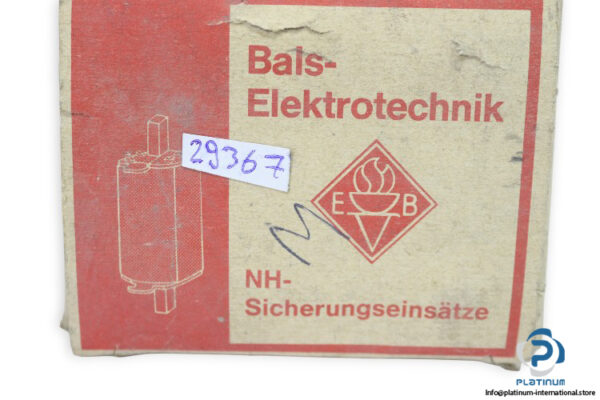 Bals-
Elektrotechnik
29367
E B
M
NH-
Sicherungseinsätze
PLATINUM
Info@platinum-international.store